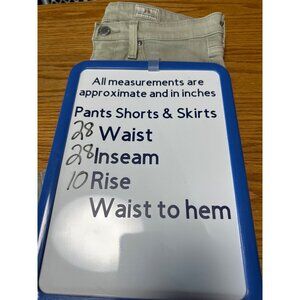 All measurements are
approximate and in inches
Pants Shorts & Skirts
28 Waist
28 Inseam
10 Rise
Waist to hem